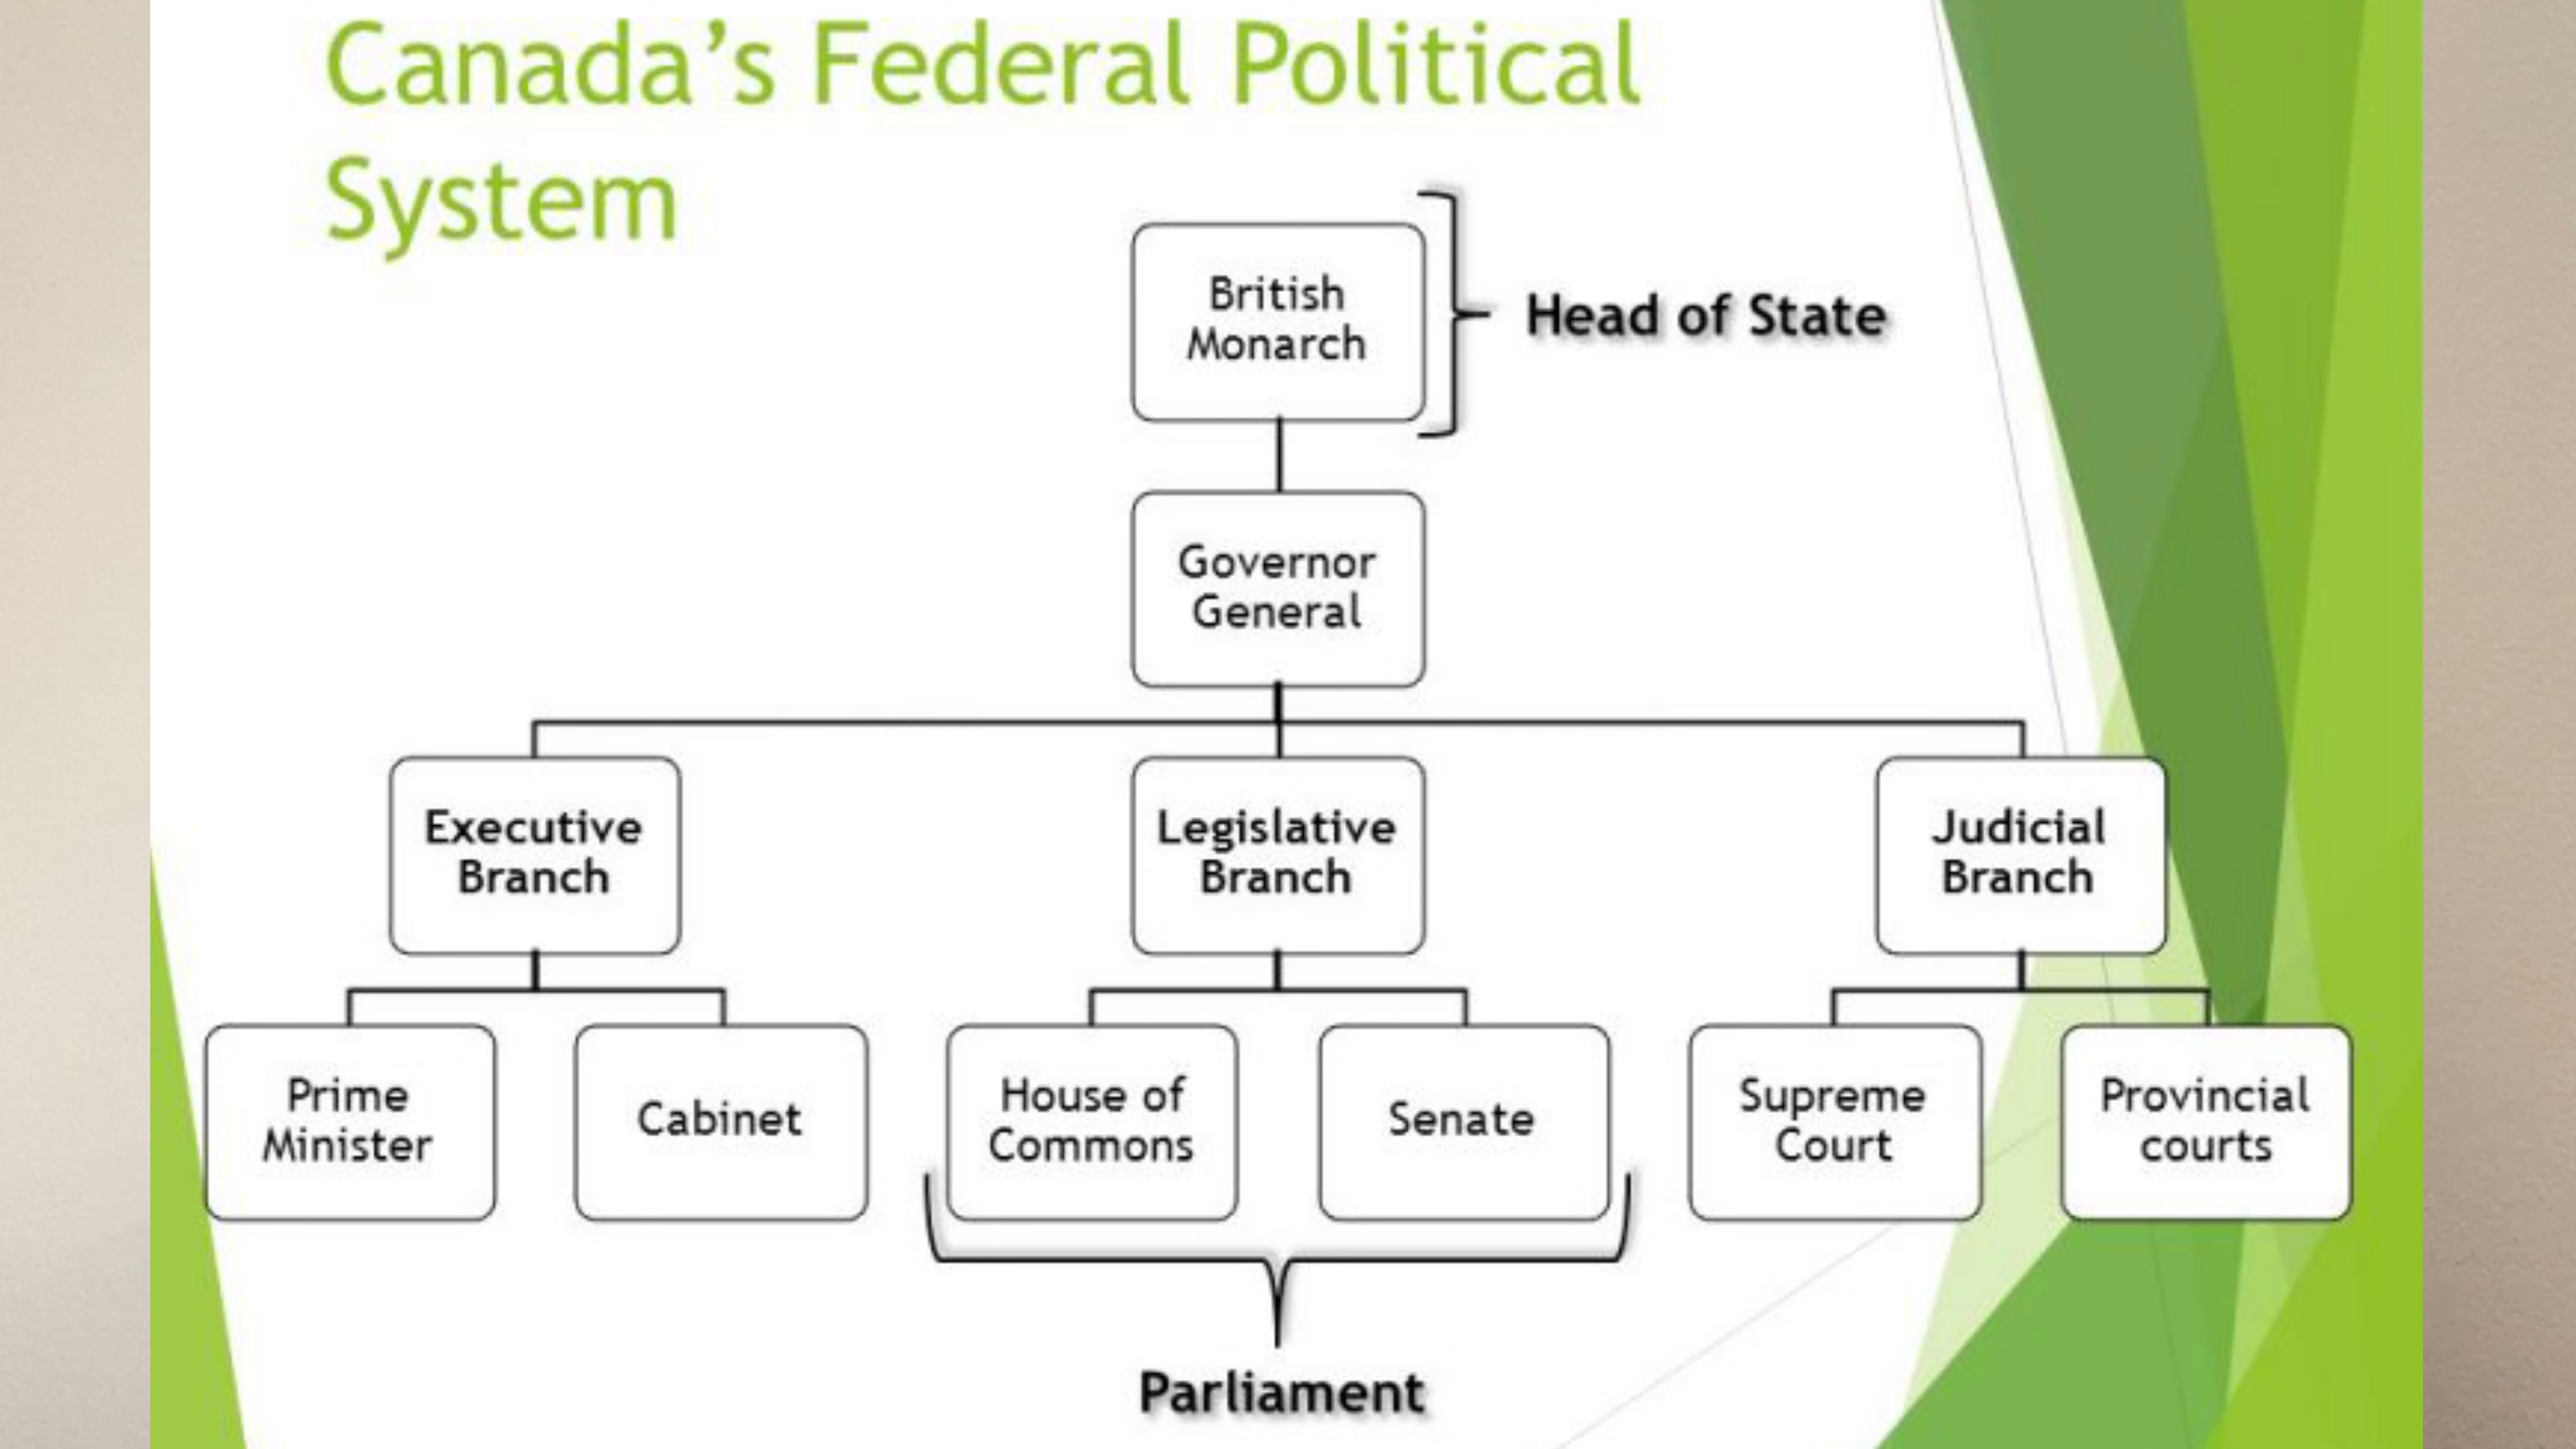 Canada's Federal Political
System
British
Monarch
Head of State
Governor
General
Executive
Branch
Legislative
Branch
Judicial
Branch
Prime
Minister
Cabinet
House of
Commons
Senate
Supreme
Court
Provincial
courts
Parliament